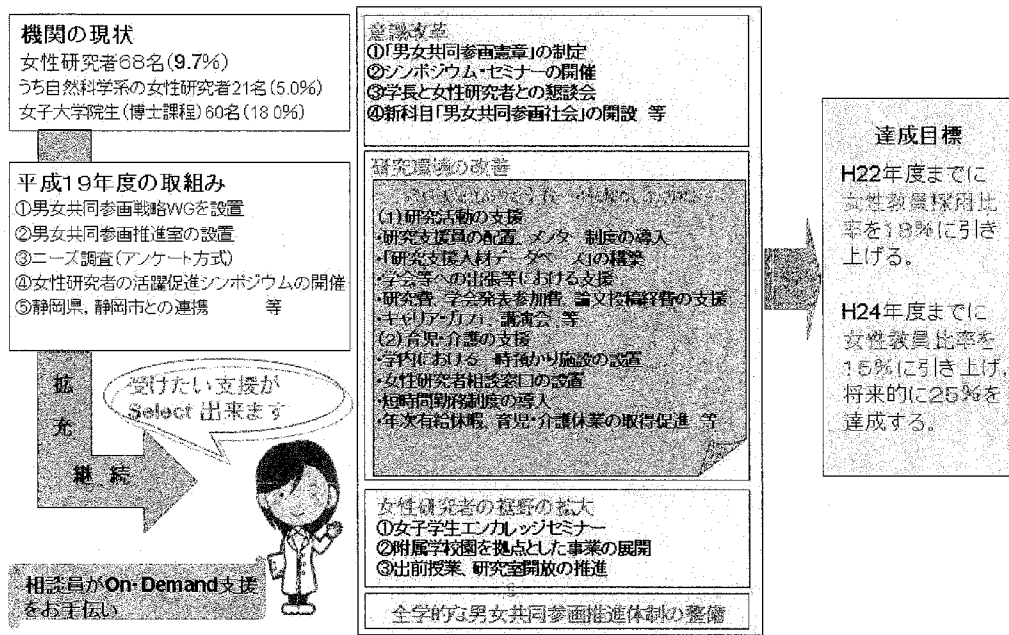 機関の現状
女性研究者68名(9.7%)
うち自然科学系の女性研究者21名(5.0%)
女子大学院生(博士課程)60名(18 0%)
平成19年度の取組み
①男女共同参画戦略WGを設置
②男女共同参画推進室の設置
③ニーズ調査(アンケート方式)
④女性研究者の活躍促進シンポジウムの開催
⑤静岡県,静岡市との連携 等
拡
充
継 続
受けたい支援が
Select 出来ます
相談員がOn-Demand支援
をお手伝い
意識改革
①「男女共同参画憲章」の制定
②シンポジウム・セミナーの開催
③学長と女性研究者との懇談会
④新科目「男女共同参画社会」の開設 等
研究環境の改善
(1)研究活動の支援
・研究支援員の配置、メンター制度の導入
・「研究支援人材データベース」の構築
・学会等への出張等における支援
・研究費、学会発表参加費、論文投稿経費の支援
・キャリア・カフェ、講演会 等
(2)育児・介護の支援
・学内における一時預かり施設の設置
・女性研究者相談窓口の設置
・短時間勤務制度の導入
・年次有給休暇、育児・介護休業の取得促進 等
女性研究者の裾野の拡大
①女子学生エンカレッジセミナー
②附属学校園を拠点とした事業の展開
③出前授業、研究室開放の推進
全学的な男女共同参画推進体制の整備
達成目標
H22年度までに
女性教員採用比
率を18%に引き
上げる。
H24年度までに
女性教員比率を
15%に引き上げ,
将来的に25%を
達成する。